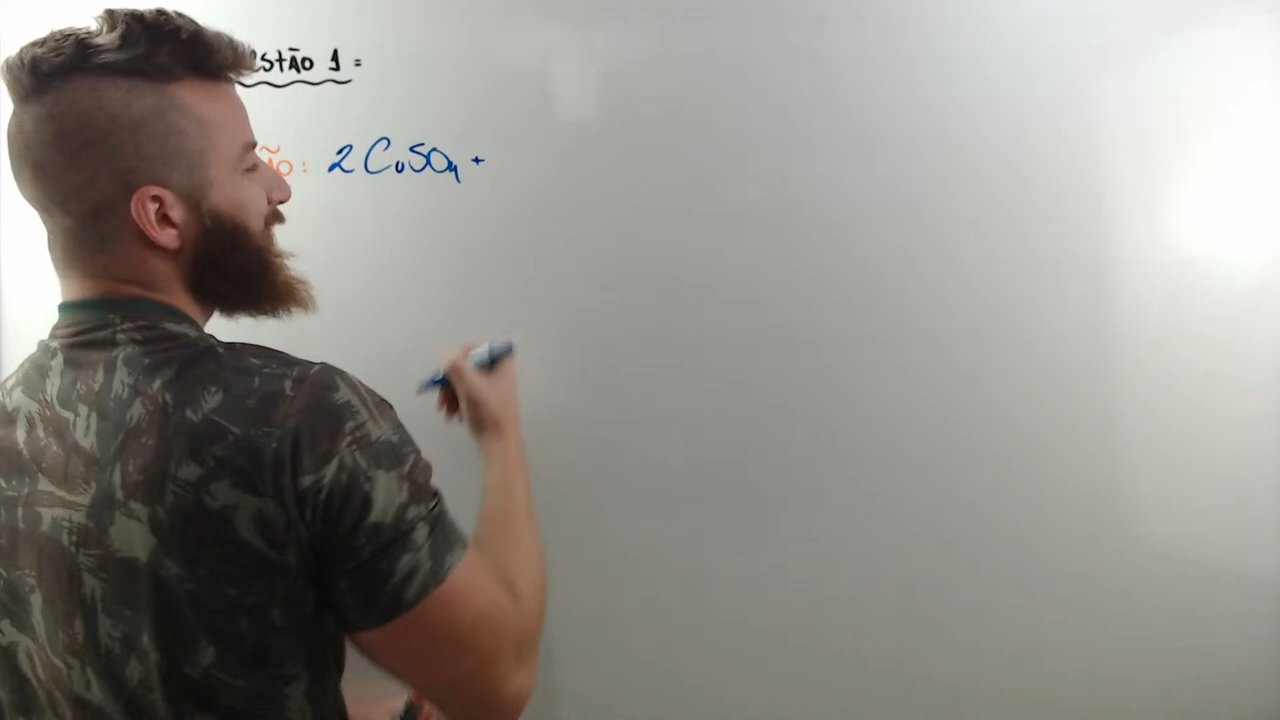 estão 1 =
ão: 2 CuSO₄ +